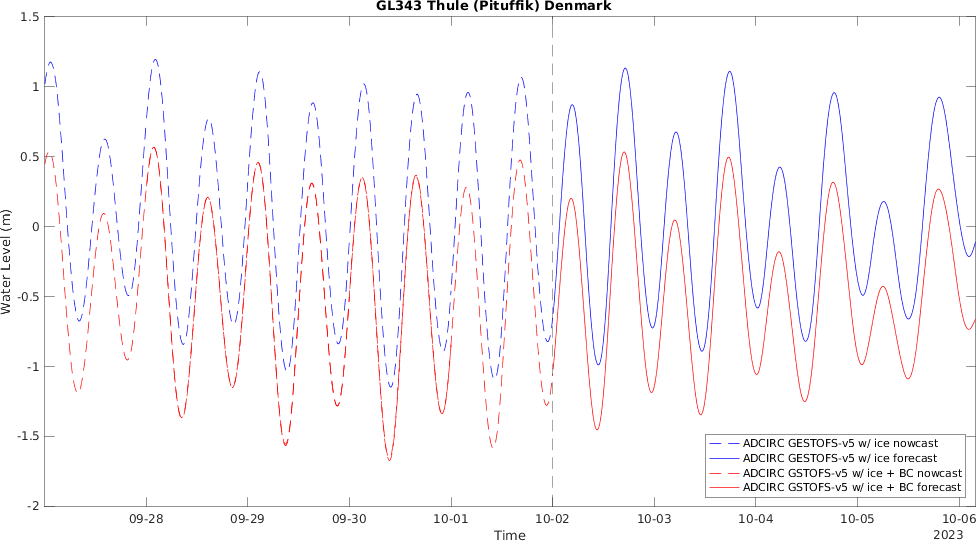 GL343 Thule (Pituffik) Denmark
1.5
1
0.5
0
-0.5
-1
-1.5
-2
Water Level (m)
ADCIRC GESTOFS-v5 w/ ice nowcast
ADCIRC GESTOFS-v5 w/ ice forecast
ADCIRC GSTOFS-v5 w/ ice + BC nowcast
ADCIRC GSTOFS-v5 w/ ice + BC forecast
09-28 09-29 09-30 10-01 10-02 10-03 10-04 10-05 10-06
Time 2023